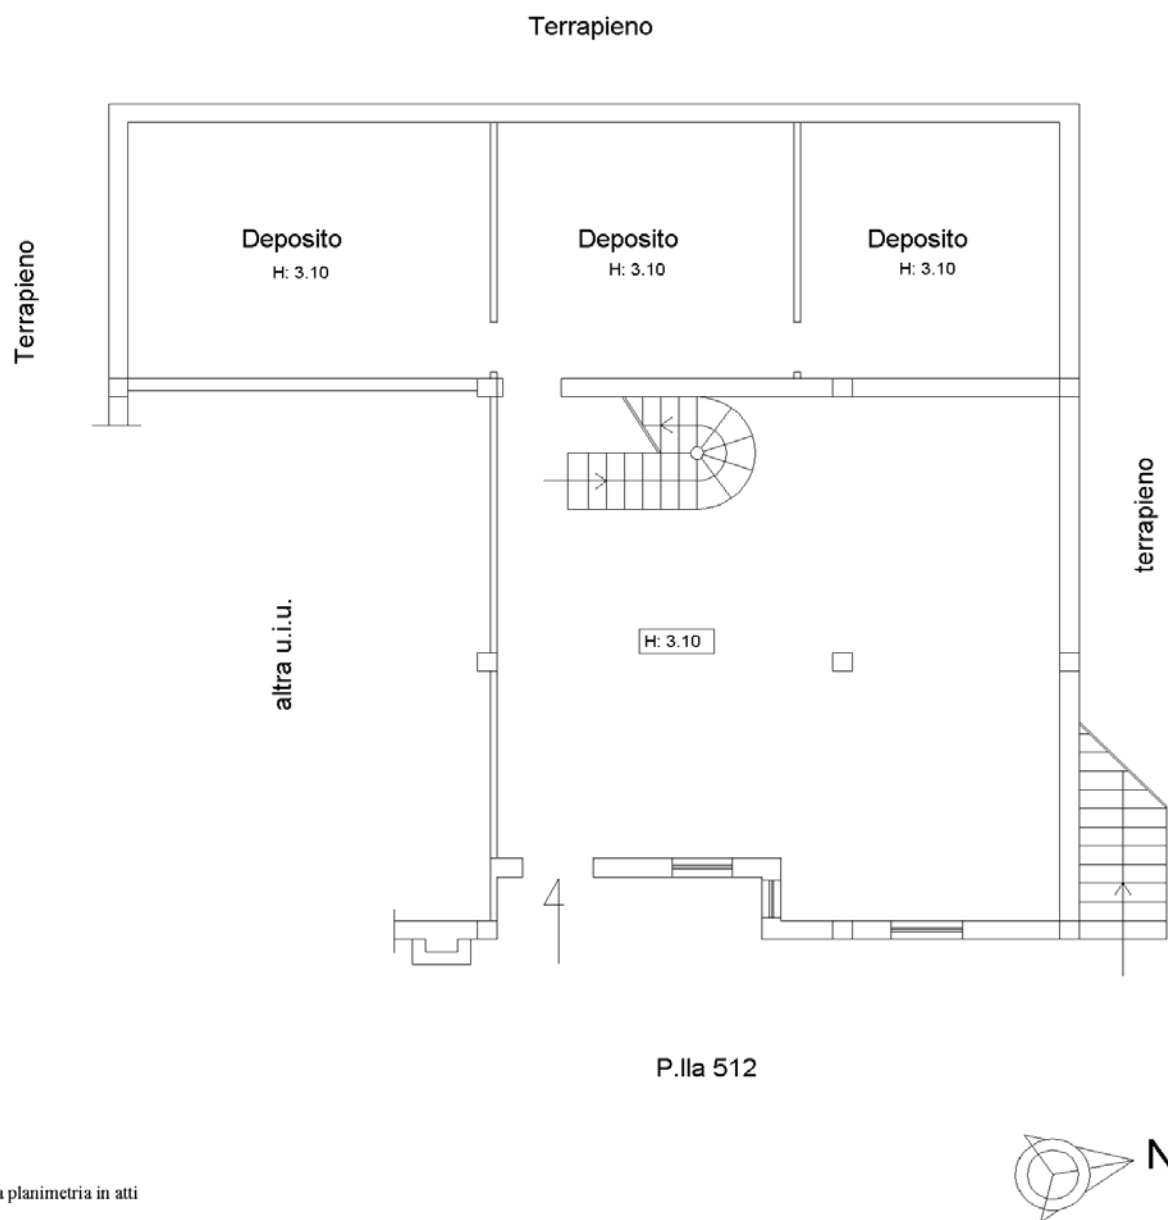 Terrapieno
Terrapieno
Deposito
H: 3.10
Deposito
H: 3.10
Deposito
H: 3.10
terrapieno
altra u.i.u.
H: 3.10
P.lla 512
N
planimetria in atti